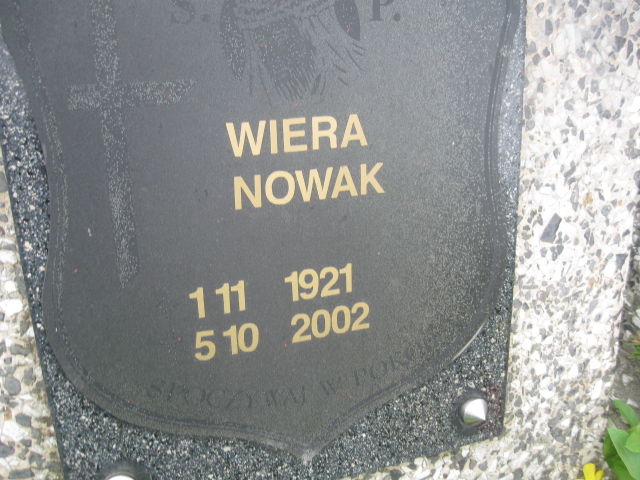 S. P.
WIERA
NOWAK
1 11 1921
5 10 2002
SPOCZYWAJ W POKOJU